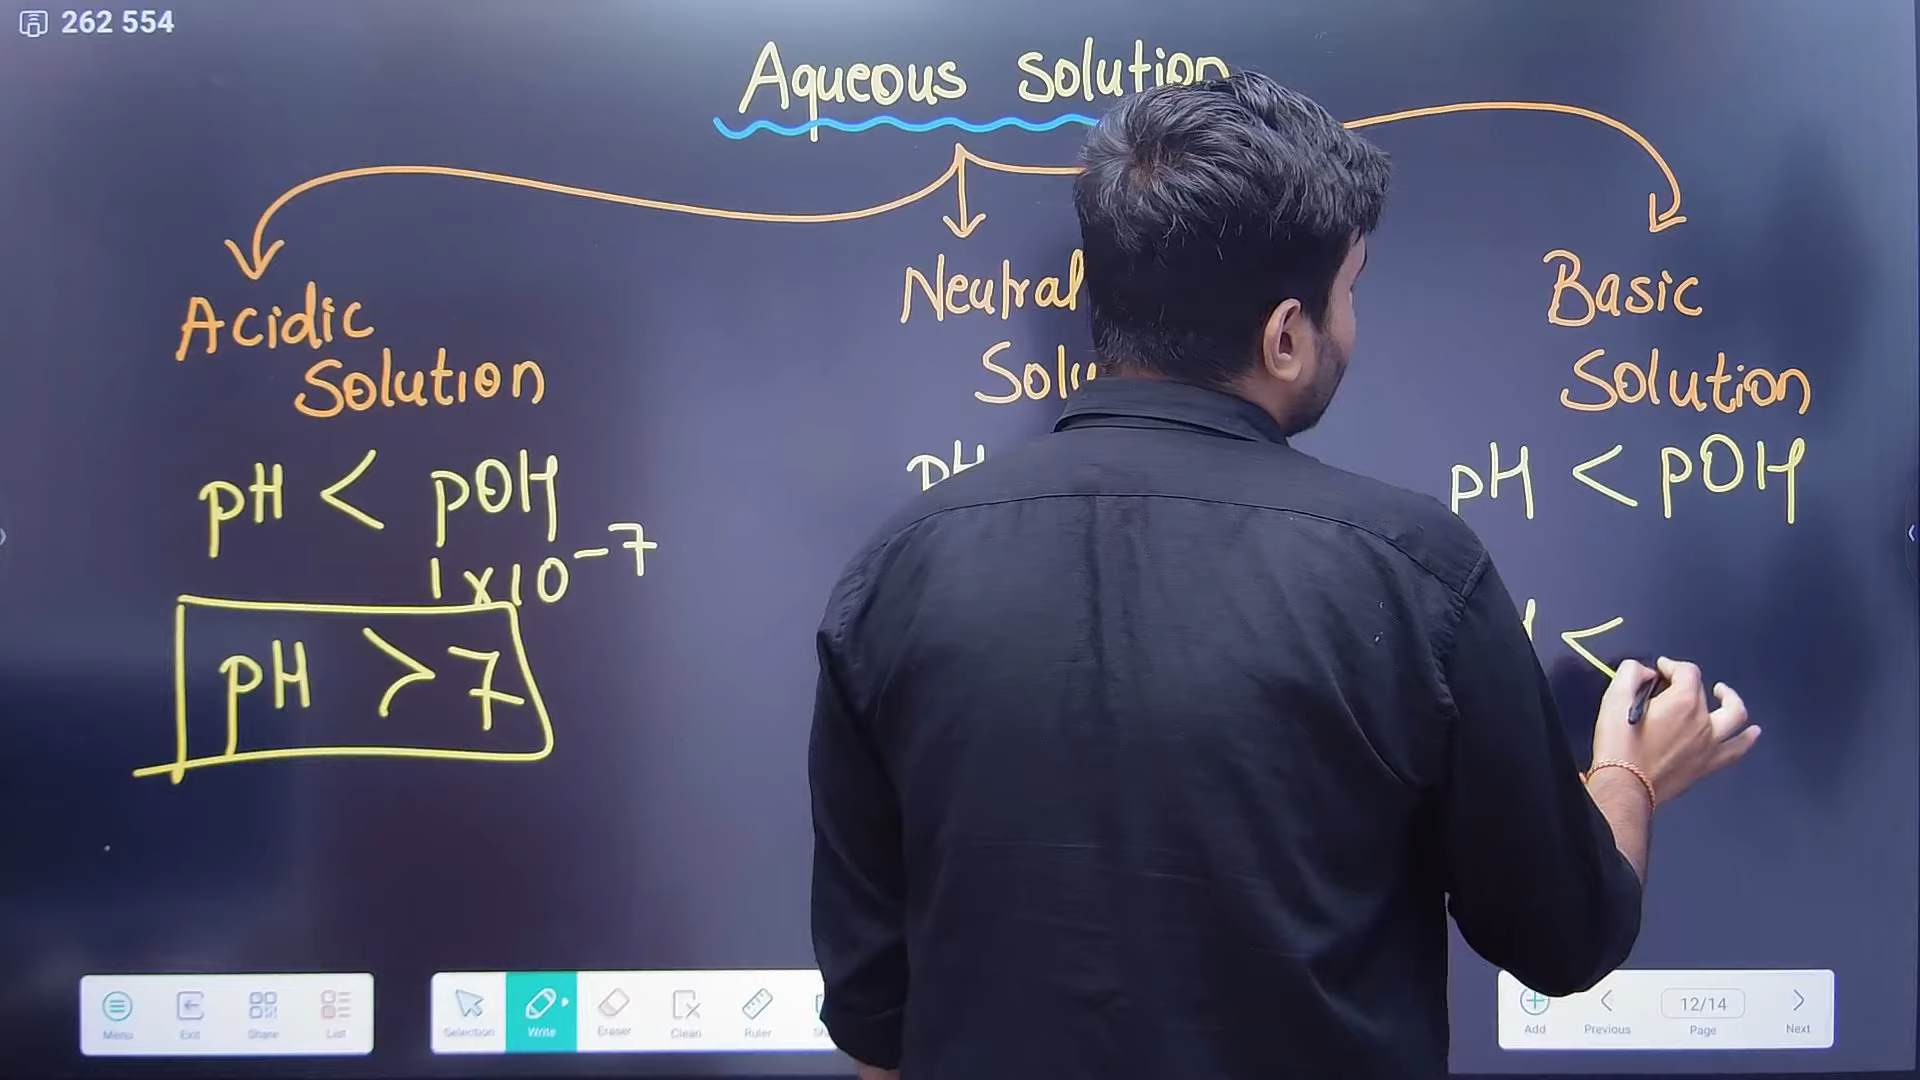 262 554
Aqueous solution
Acidic
Solution
pH < pOH
1x10⁻⁷
pH > 7
Neutral
pH
Basic
Solution
pH < pOH
<
Menu Exit Share List
Selection Write Eraser Clean Ruler
Add Previous 12/14 Page Next